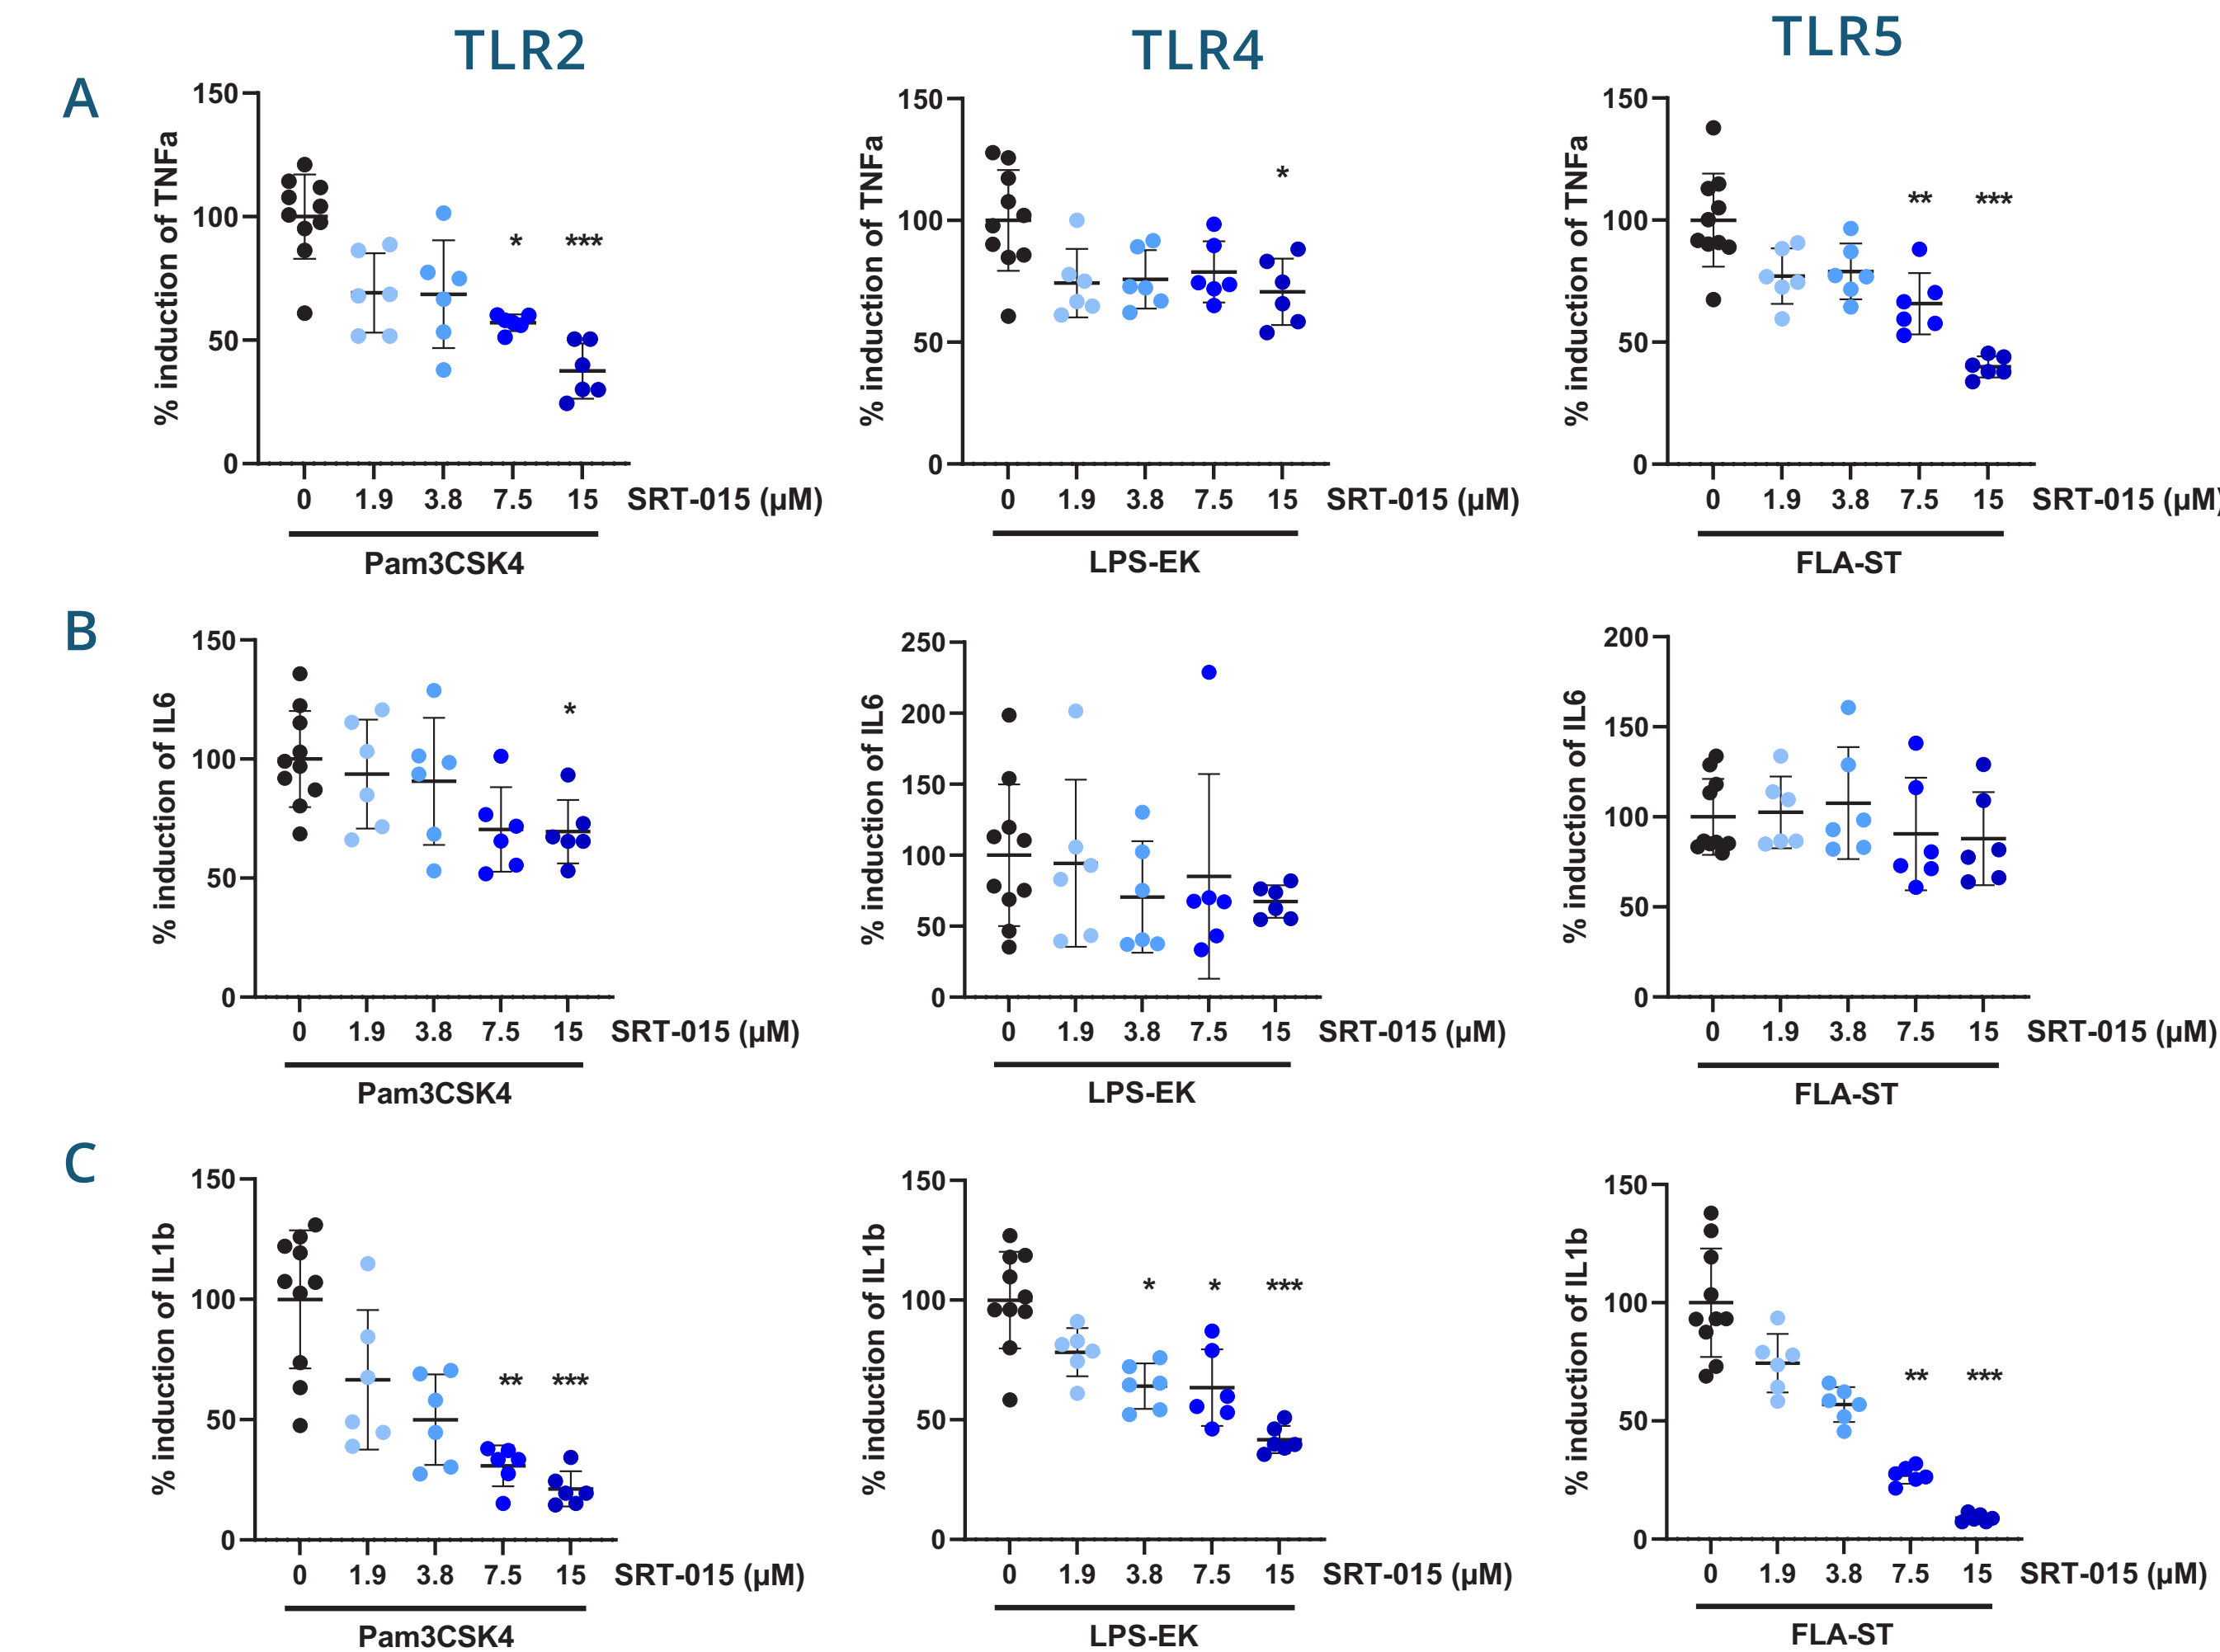 TLR2 TLR4 TLR5
A
% induction of TNFa
150
100
50
0
* ***
0 1.9 3.8 7.5 15 SRT-015 (µM)
Pam3CSK4
% induction of TNFa
150
100
50
0
*
0 1.9 3.8 7.5 15 SRT-015 (µM)
LPS-EK
% induction of TNFa
150
100
50
0
** ***
0 1.9 3.8 7.5 15 SRT-015 (µM)
FLA-ST
B
% induction of IL6
150
100
50
0
*
0 1.9 3.8 7.5 15 SRT-015 (µM)
Pam3CSK4
% induction of IL6
250
200
150
100
50
0
0 1.9 3.8 7.5 15 SRT-015 (µM)
LPS-EK
% induction of IL6
200
150
100
50
0
0 1.9 3.8 7.5 15 SRT-015 (µM)
FLA-ST
C
% induction of IL1b
150
100
50
0
** ***
0 1.9 3.8 7.5 15 SRT-015 (µM)
Pam3CSK4
% induction of IL1b
150
100
50
0
* * ***
0 1.9 3.8 7.5 15 SRT-015 (µM)
LPS-EK
% induction of IL1b
150
100
50
0
** ***
0 1.9 3.8 7.5 15 SRT-015 (µM)
FLA-ST